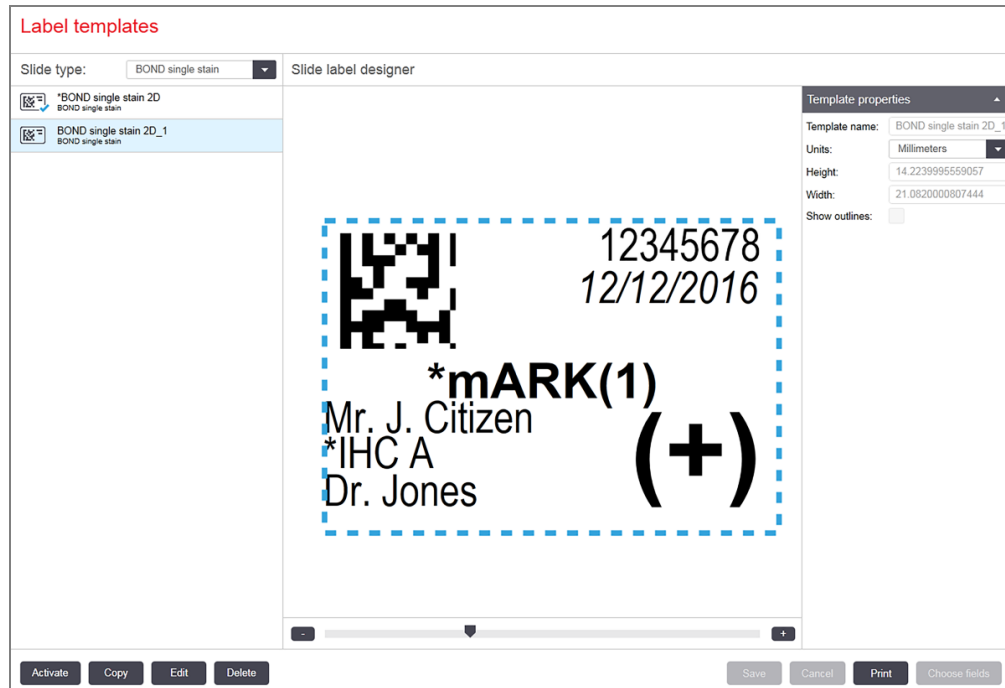 Label templates
Slide type:
BOND single stain
Slide label designer
*BOND single stain 2D
BOND single stain
BOND single stain 2D_1
BOND single stain
Template properties
Template name: BOND single stain 2D_1
Units: Millimeters
Height: 14.2239995559057
Width: 21.0820000807444
Show outlines:
12345678
12/12/2016
*mARK(1)
Mr. J. Citizen
*IHC A
Dr. Jones
(+)
- +
Activate Copy Edit Delete Save Cancel Print Choose fields